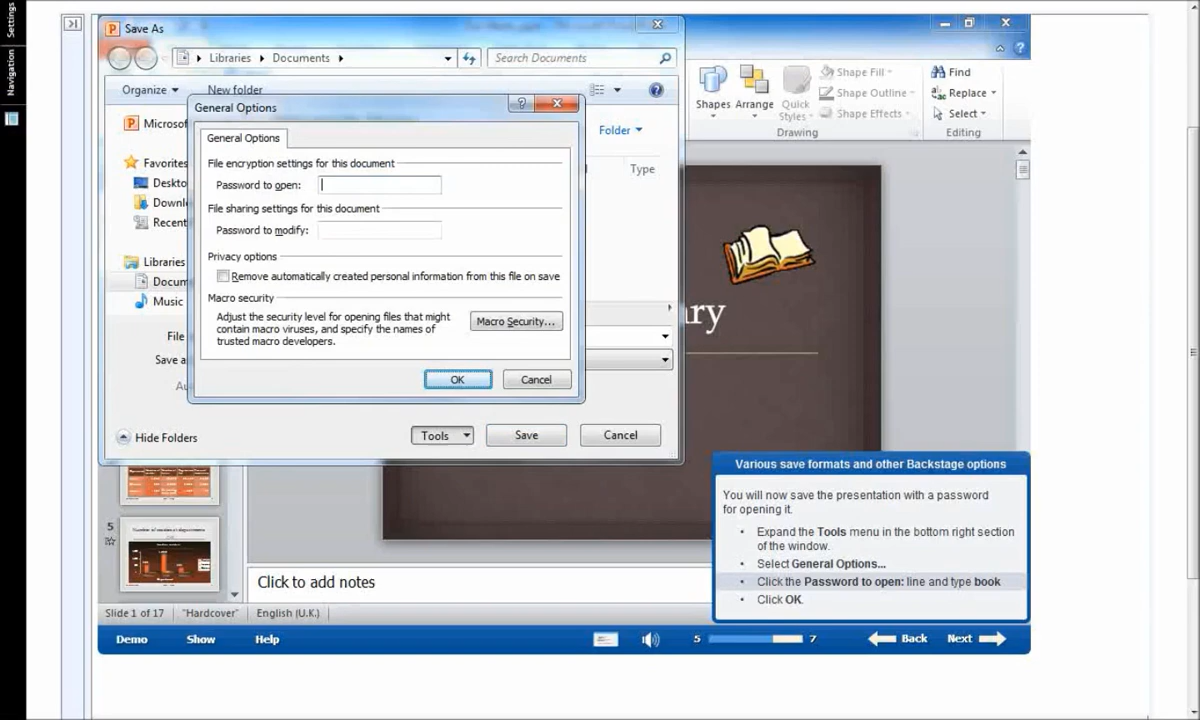 Settings
Navigation
Save As
Libraries
Documents
Search Documents
Organize
New folder
General Options
General Options
File encryption settings for this document
Password to open:
File sharing settings for this document
Password to modify:
Privacy options
Remove automatically created personal information from this file on save
Macro security
Adjust the security level for opening files that might
contain macro viruses, and specify the names of
trusted macro developers.
Macro Security...
OK
Cancel
Microsof
Favorites
Deskto
Downl
Recent
Libraries
Docum
Music
File
Save a
Au
Folder
Type
Hide Folders
Tools
Save
Cancel
Shapes
Arrange
Quick
Styles
Shape Fill
Shape Outline
Shape Effects
Drawing
Find
Replace
Select
Editing
ary
5
Click to add notes
Slide 1 of 17
"Hardcover"
English (U.K.)
Various save formats and other Backstage options
You will now save the presentation with a password
for opening it.
• Expand the Tools menu in the bottom right section
of the window.
• Select General Options...
• Click the Password to open: line and type book
• Click OK.
Demo
Show
Help
5
7
Back
Next